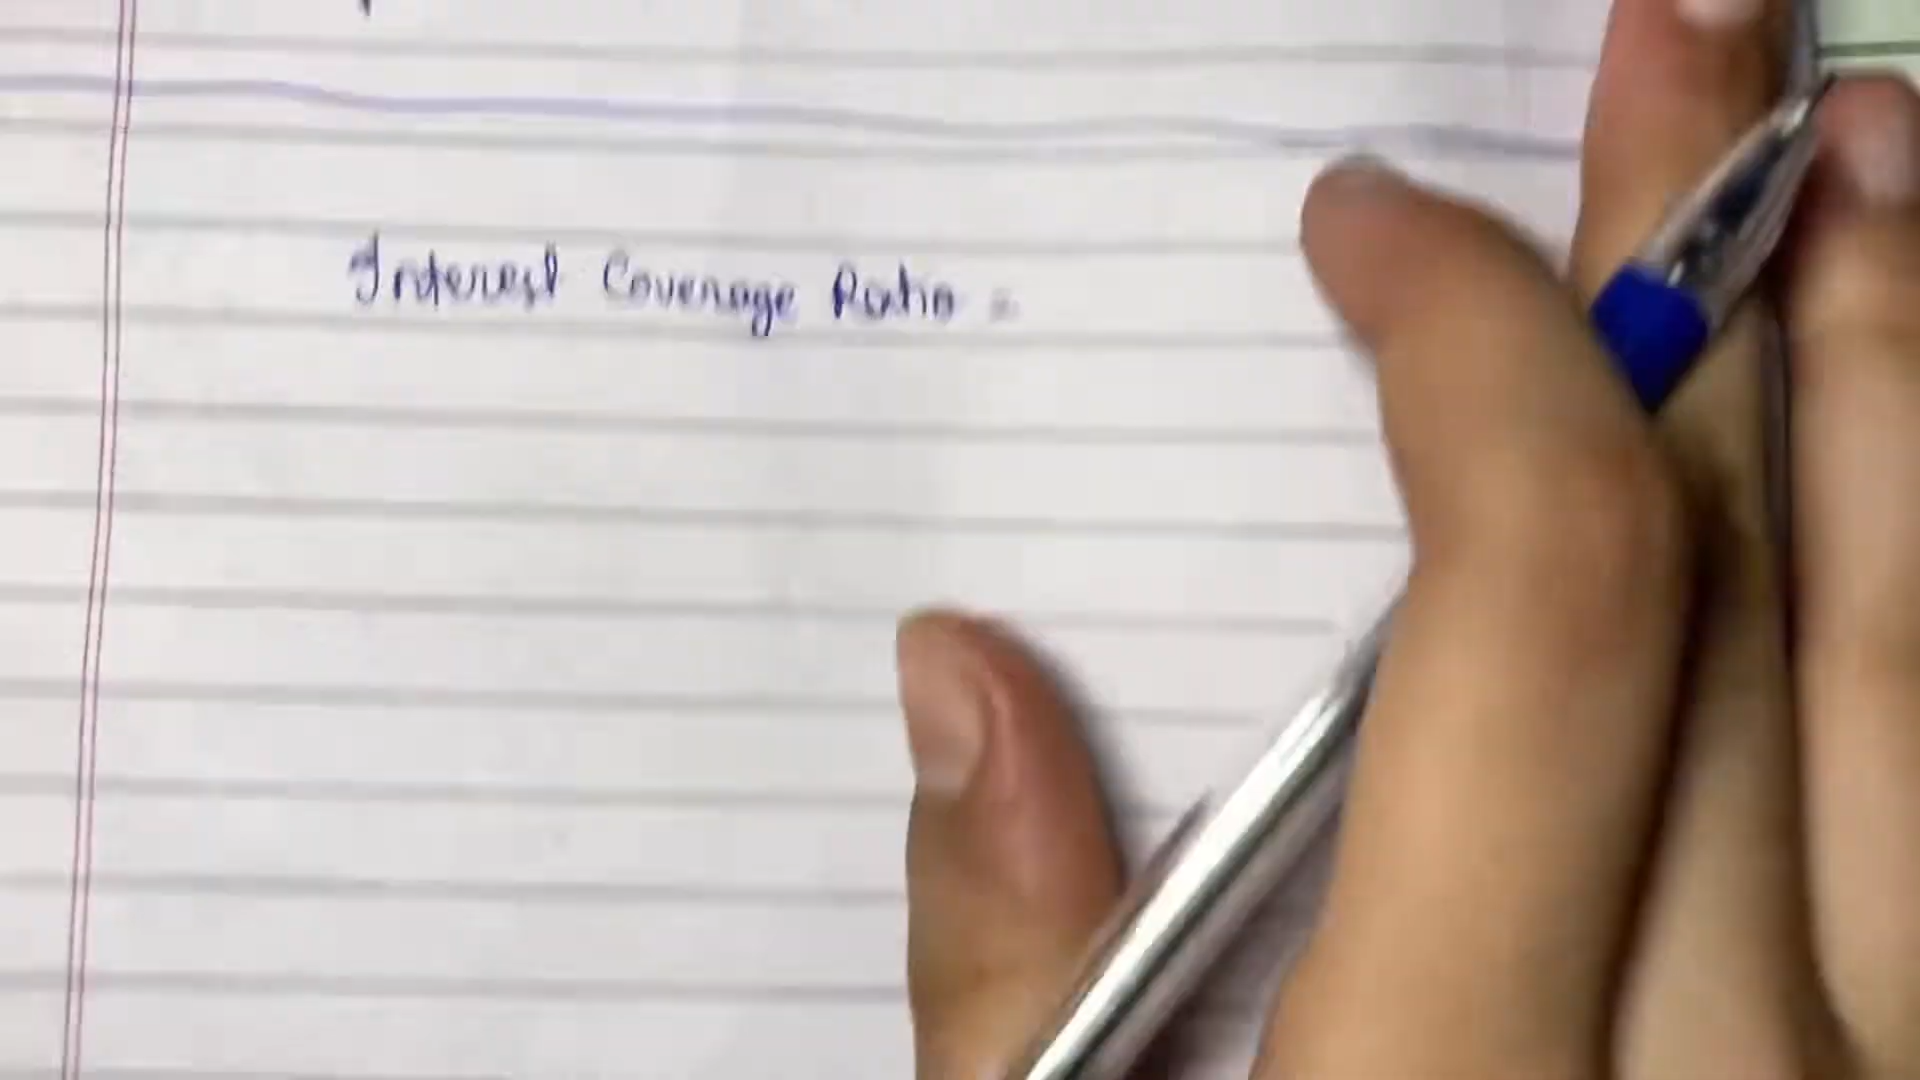 Interest Coverage Ratio =